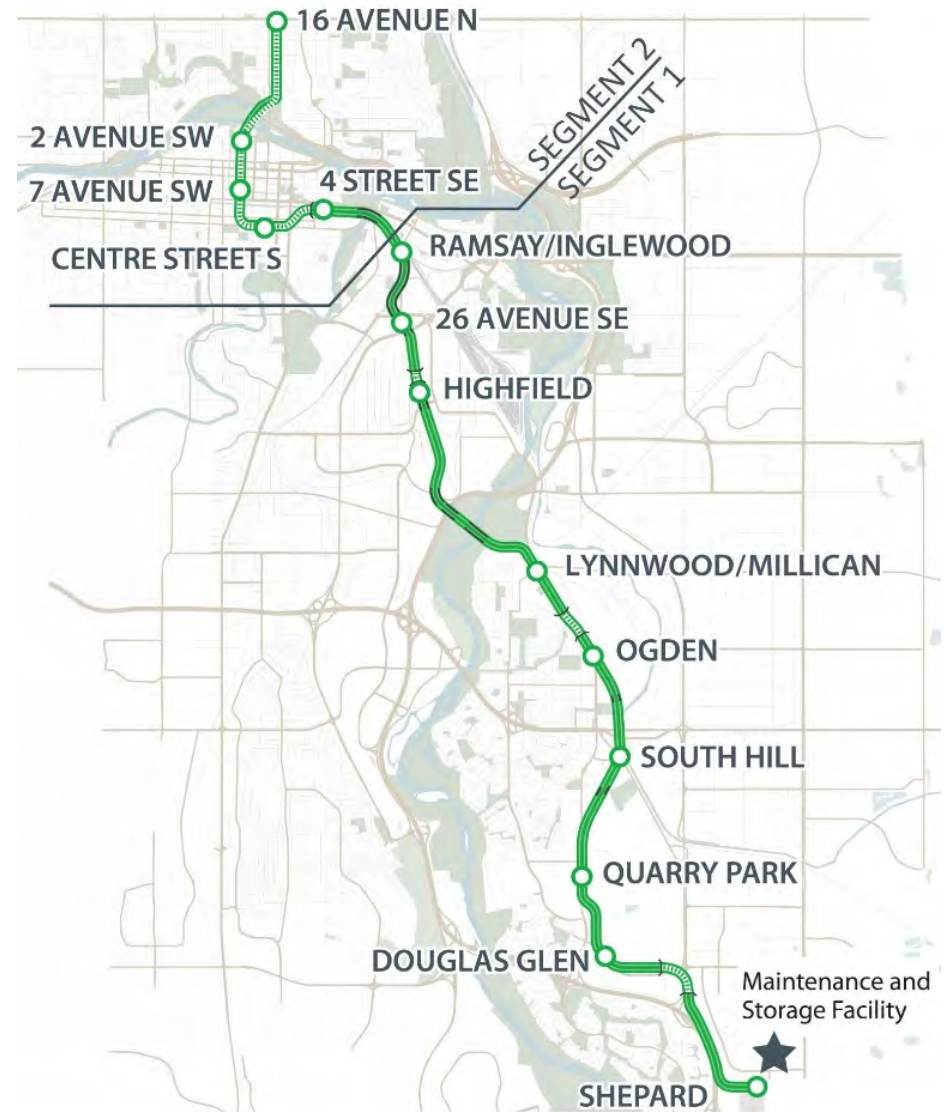 16 AVENUE N
SEGMENT 2
SEGMENT 1
2 AVENUE SW
4 STREET SE
7 AVENUE SW
CENTRE STREET S
RAMSAY/INGLEWOOD
26 AVENUE SE
HIGHFIELD
LYNNWOOD/MILLICAN
OGDEN
SOUTH HILL
QUARRY PARK
DOUGLAS GLEN
Maintenance and
Storage Facility
SHEPARD